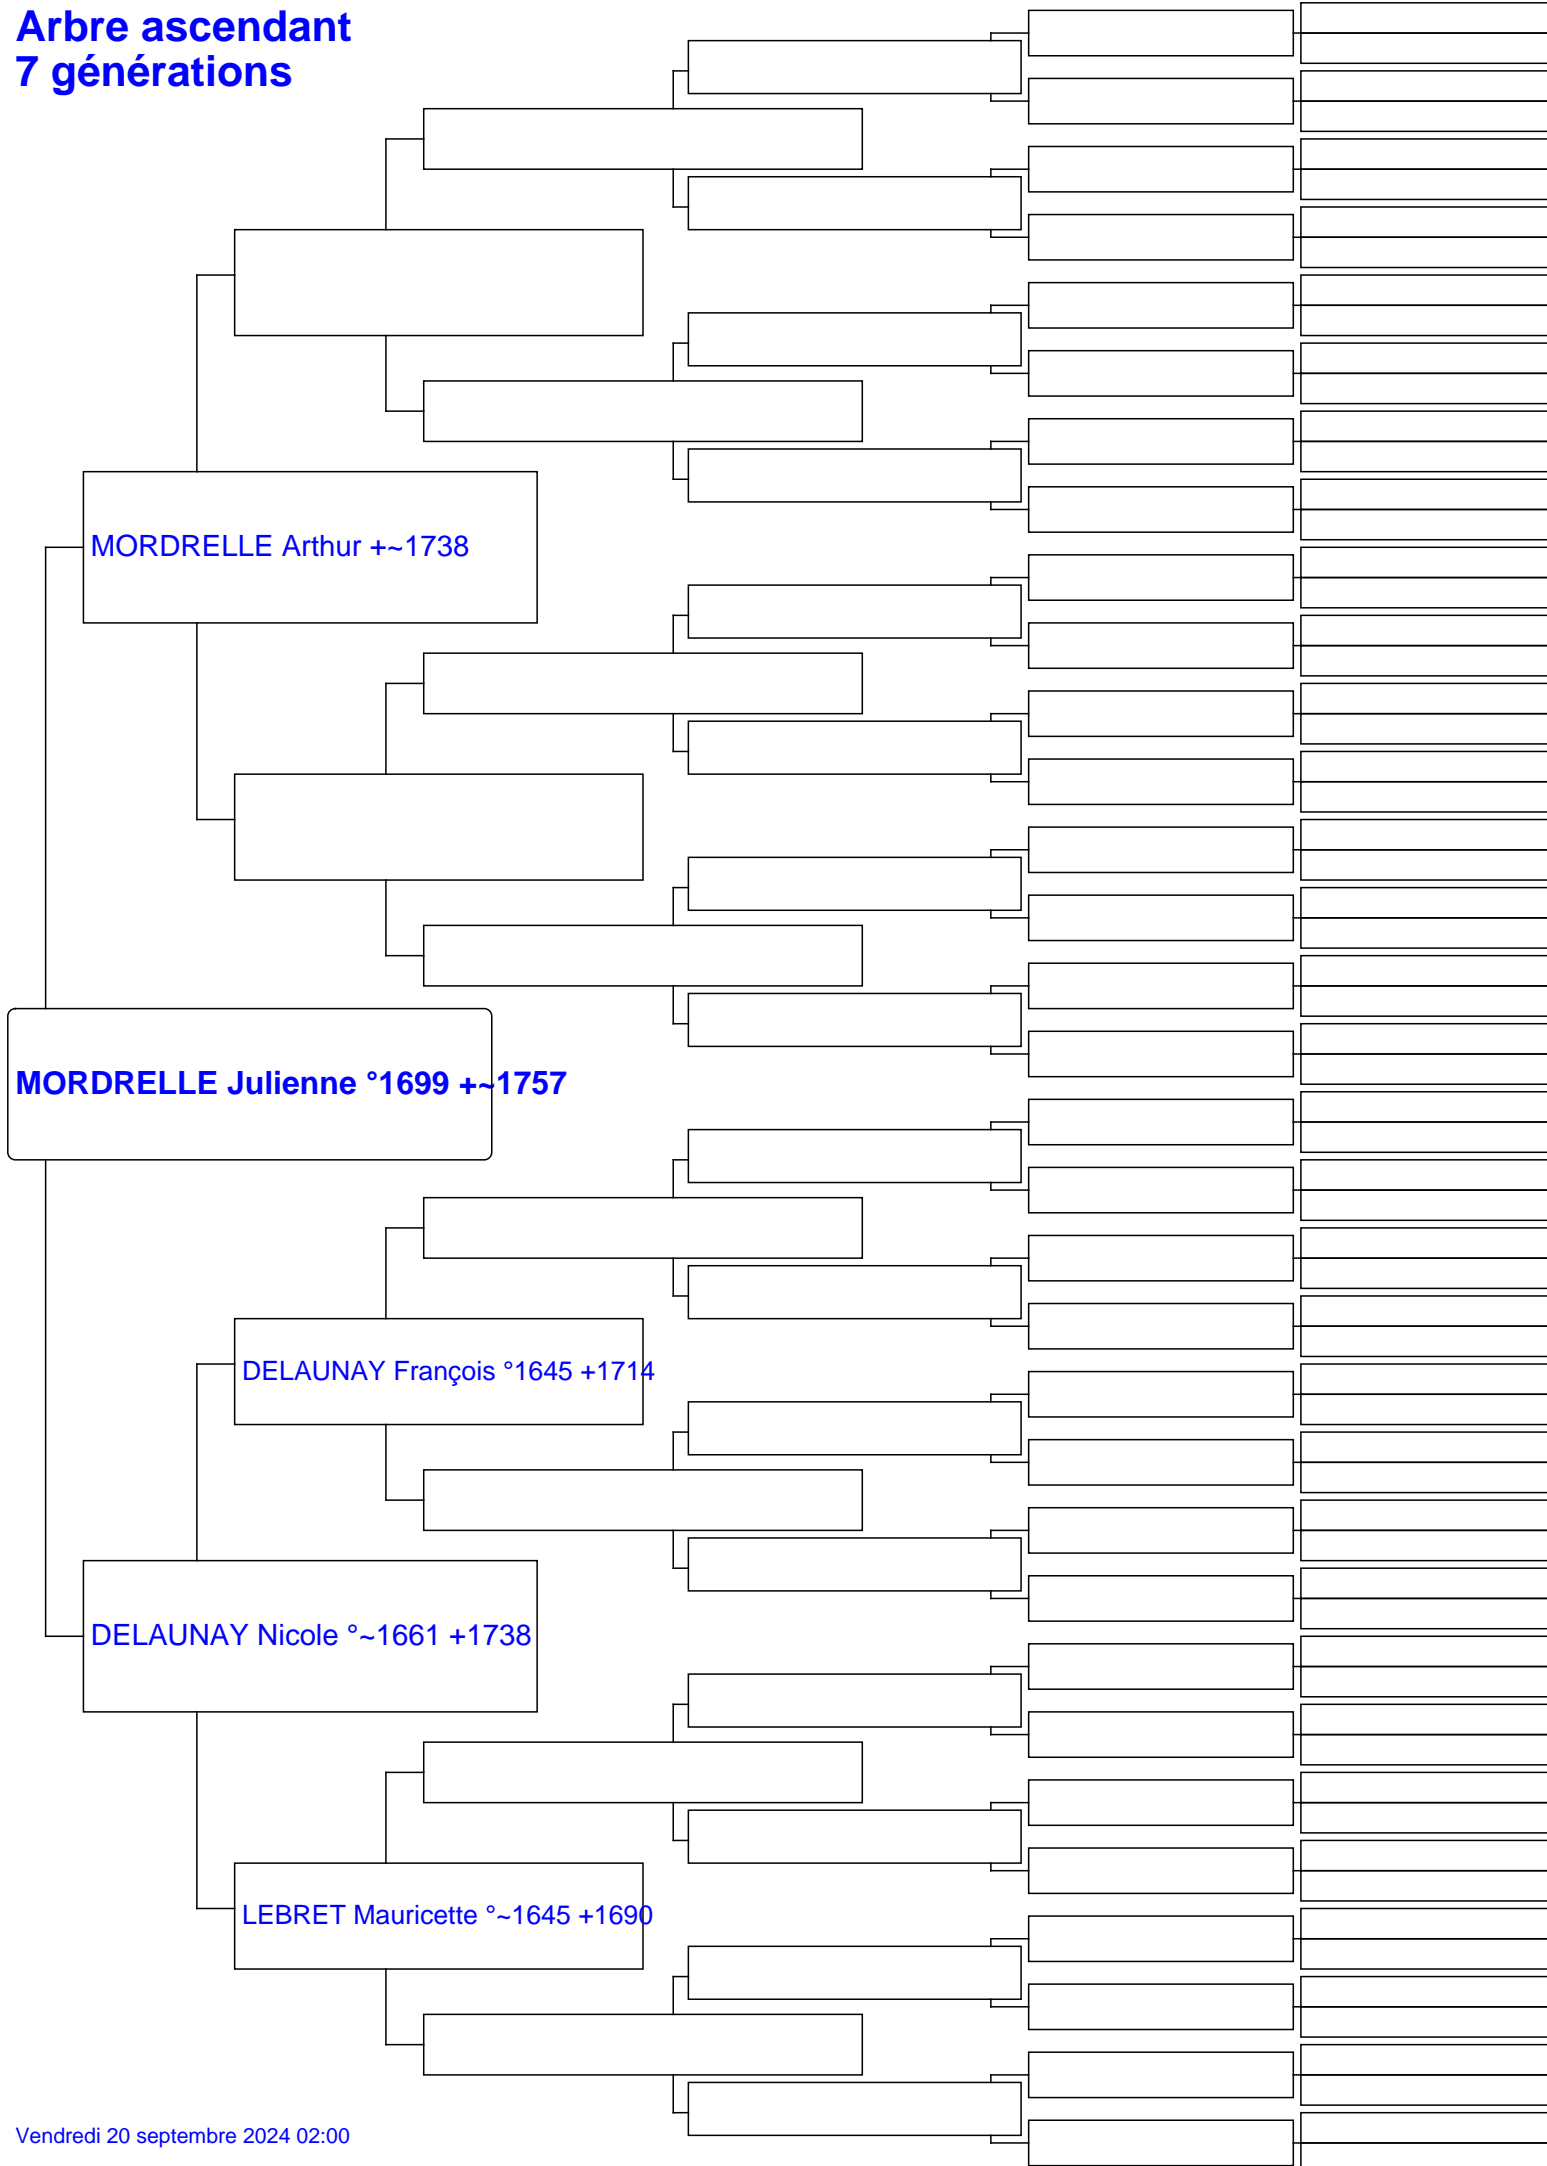 Arbre ascendant
7 générations
MORDRELLE Arthur +~1738
MORDRELLE Julienne °1699 +~1757
DELAUNAY François °1645 +1714
DELAUNAY Nicole °~1661 +1738
LEBRET Mauricette °~1645 +1690
Vendredi 20 septembre 2024 02:00